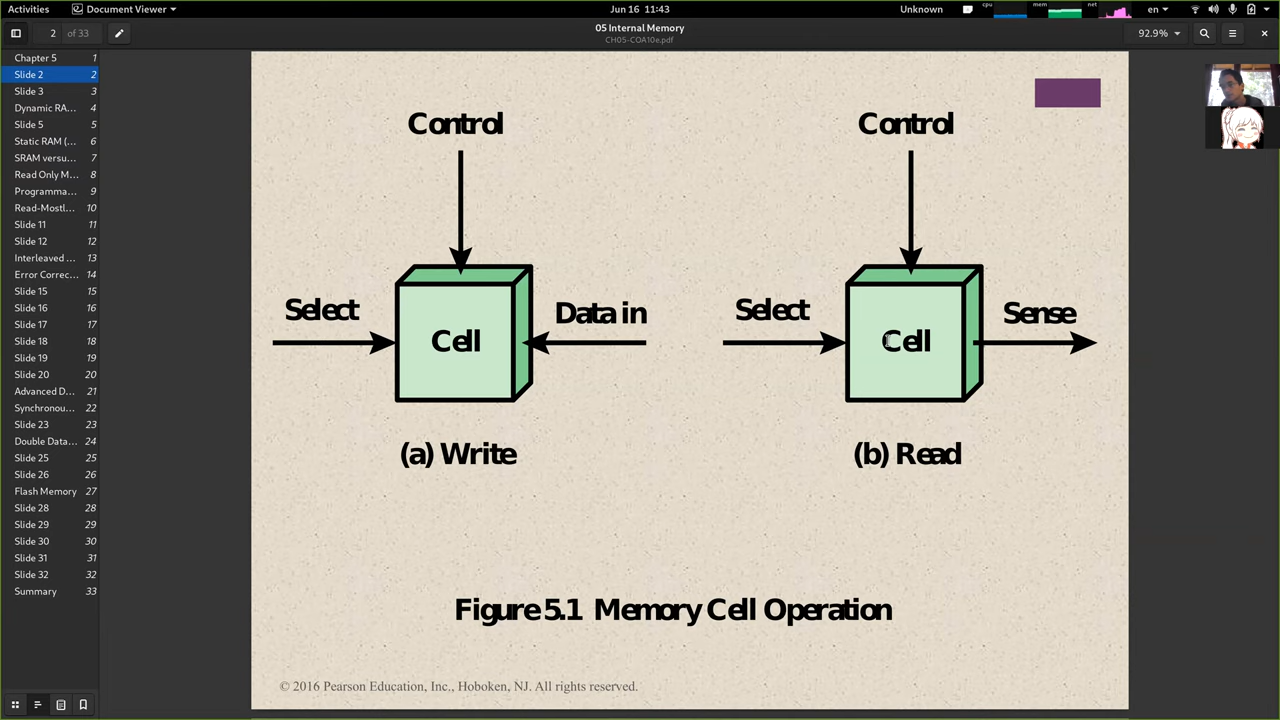 Activities
Document Viewer
Jun 16 11:43
Unknown
cpu
mem
net
en
2 of 33
05 Internal Memory
CH05-COA10e.pdf
92.9%
Chapter 5 1
Slide 2 2
Slide 3 3
Dynamic RA... 4
Slide 5 5
Static RAM (... 6
SRAM versu... 7
Read Only M... 8
Programma... 9
Read-Mostl... 10
Slide 11 11
Slide 12 12
Interleaved ... 13
Error Correc... 14
Slide 15 15
Slide 16 16
Slide 17 17
Slide 18 18
Slide 19 19
Slide 20 20
Advanced D... 21
Synchronou... 22
Slide 23 23
Double Data... 24
Slide 25 25
Slide 26 26
Flash Memory 27
Slide 28 28
Slide 29 29
Slide 30 30
Slide 31 31
Slide 32 32
Summary 33
Control
Select
Cell
Data in
(a) Write
Control
Select
Cell
Sense
(b) Read
Figure 5.1 Memory Cell Operation
© 2016 Pearson Education, Inc., Hoboken, NJ. All rights reserved.